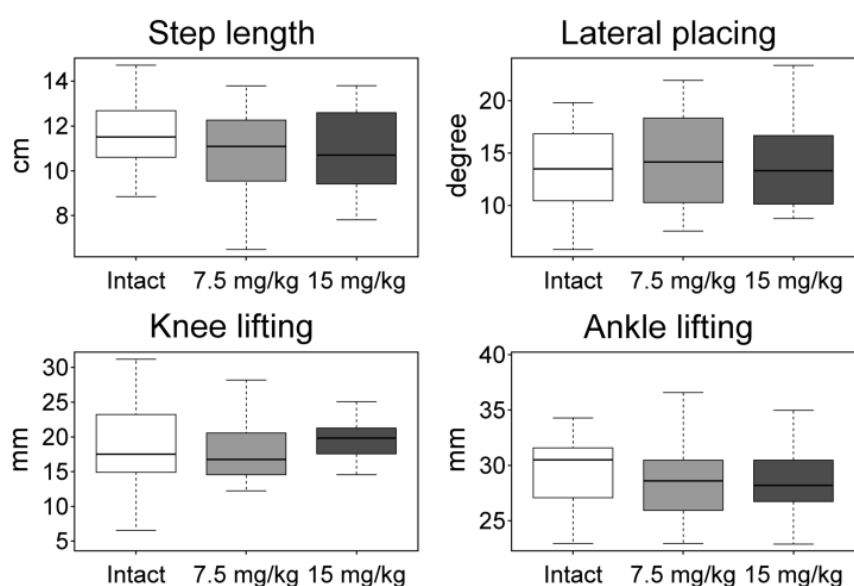 Step length
Lateral placing
14
12
10
8
cm
Intact 7.5 mg/kg 15 mg/kg
20
15
10
degree
Intact 7.5 mg/kg 15 mg/kg
Knee lifting
Ankle lifting
30
25
20
15
10
5
mm
Intact 7.5 mg/kg 15 mg/kg
40
35
30
25
mm
Intact 7.5 mg/kg 15 mg/kg